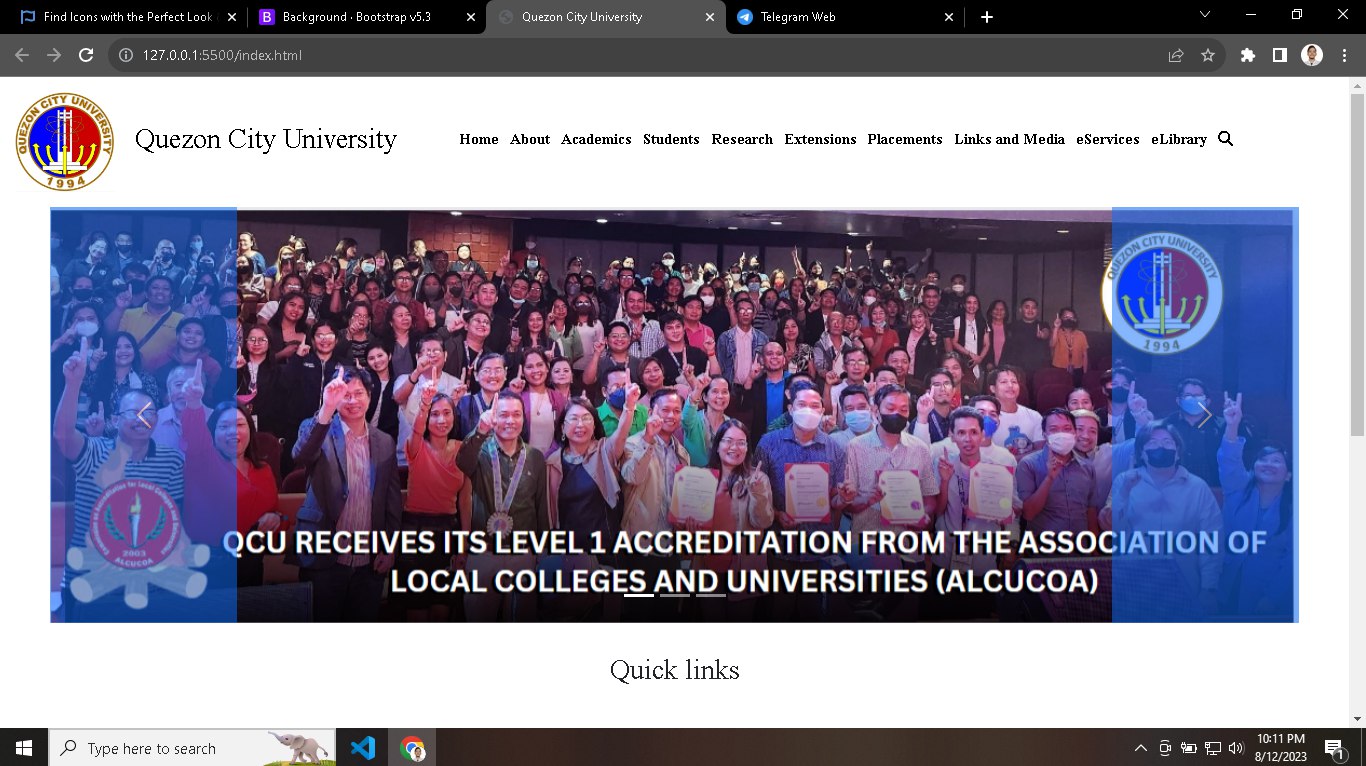 Find Icons with the Perfect Look
Background · Bootstrap v5.3
Quezon City University
Telegram Web
127.0.0.1:5500/index.html
QUEZON CITY UNIVERSITY
1994
Quezon City University
Home About Academics Students Research Extensions Placements Links and Media eServices eLibrary
QUEZON CITY UNIVERSITY
1994
2003
ALCUCOA
QCU RECEIVES ITS LEVEL 1 ACCREDITATION FROM THE ASSOCIATION OF
LOCAL COLLEGES AND UNIVERSITIES (ALCUCOA)
Quick links
Type here to search
10:11 PM
8/12/2023
1